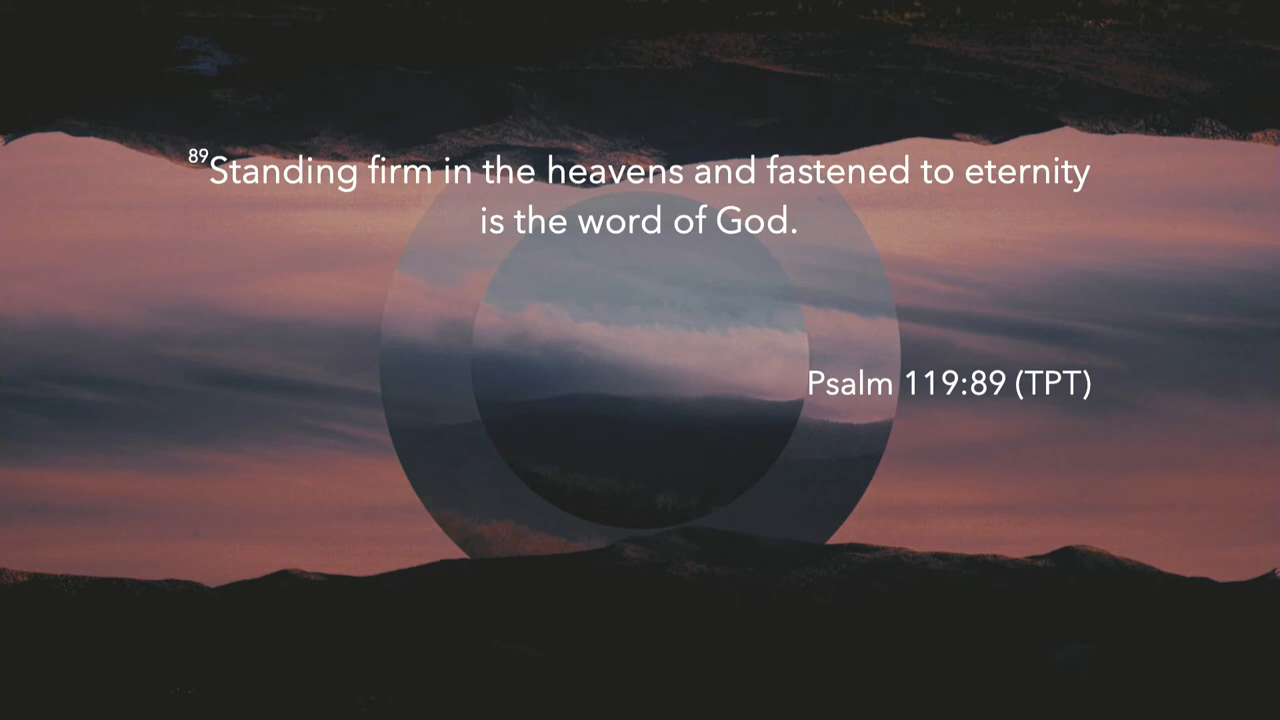 89Standing firm in the heavens and fastened to eternity
is the word of God.
Psalm 119:89 (TPT)